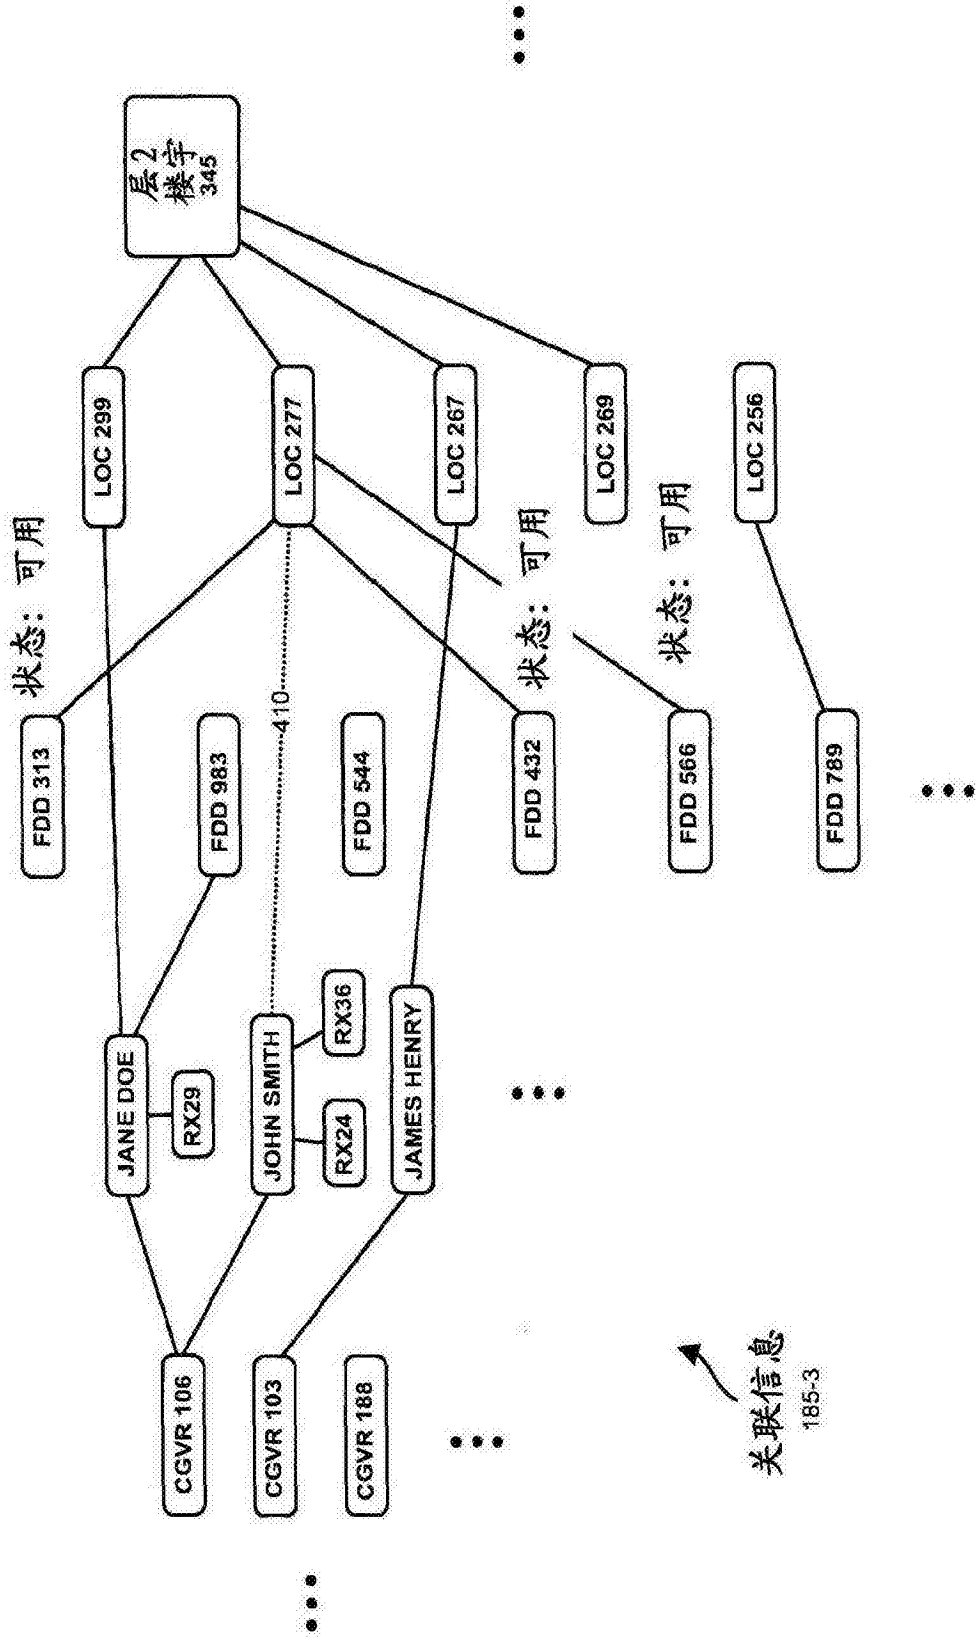 层2
楼宇
345
LOC 299
LOC 277
LOC 267
LOC 269
LOC 256
状态：可用
状态：可用
状态：可用
FDD 313
FDD 983
FDD 544
FDD 432
FDD 566
FDD 789
410
JANE DOE
RX29
JOHN SMITH
RX24
RX36
JAMES HENRY
CGVR 106
CGVR 103
CGVR 188
关联信息
185-3